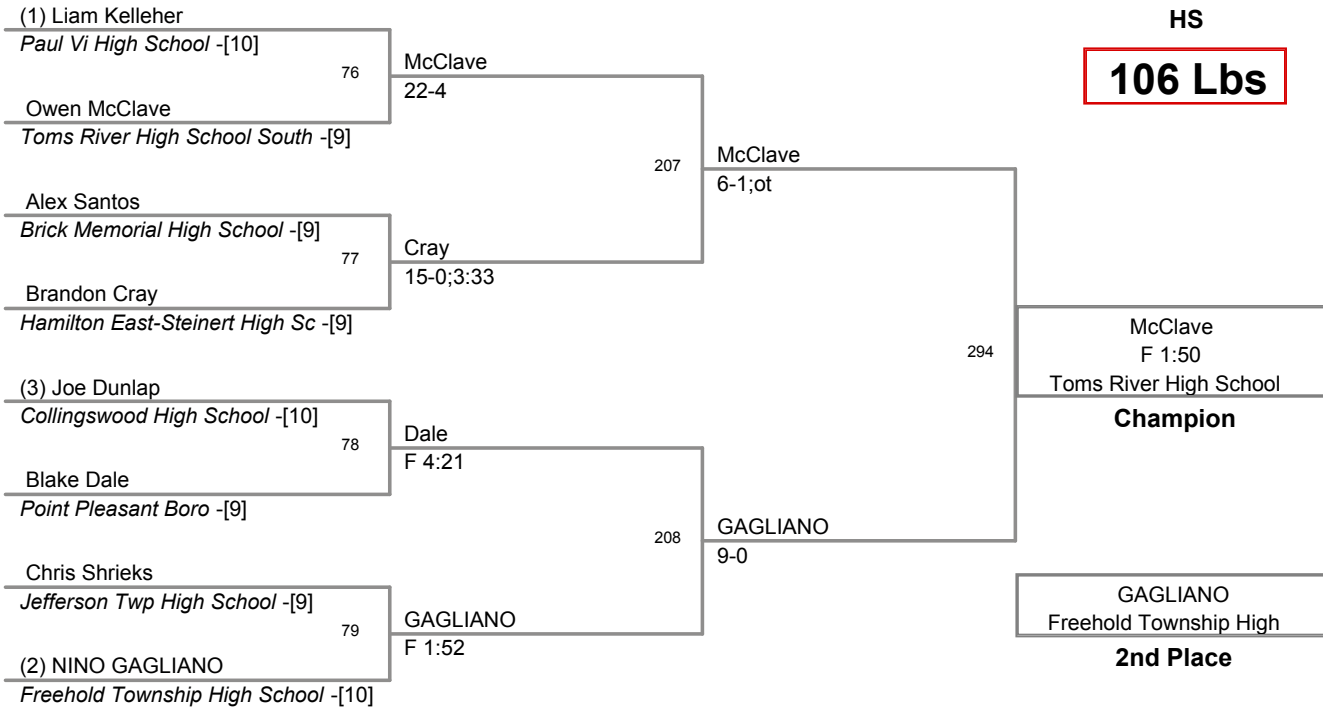 (1) Liam Kelleher
Paul Vi High School -[10]
76
Owen McClave
Toms River High School South -[9]
McClave
22-4
Alex Santos
Brick Memorial High School -[9]
77
Brandon Cray
Hamilton East-Steinert High Sc -[9]
Cray
15-0;3:33
207
McClave
6-1;ot
(3) Joe Dunlap
Collingswood High School -[10]
78
Blake Dale
Point Pleasant Boro -[9]
Dale
F 4:21
Chris Shrieks
Jefferson Twp High School -[9]
79
(2) NINO GAGLIANO
Freehold Township High School -[10]
GAGLIANO
F 1:52
208
GAGLIANO
9-0
294
HS
106 Lbs
McClave
F 1:50
Toms River High School
Champion
GAGLIANO
Freehold Township High
2nd Place